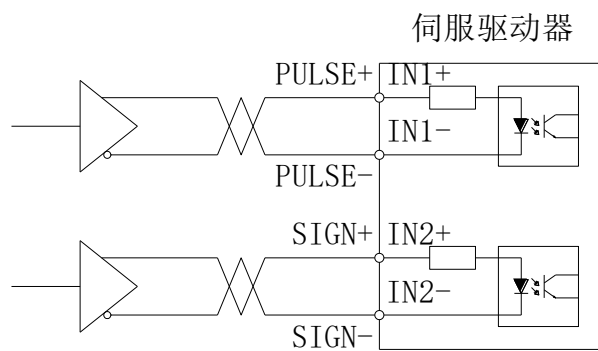 伺服驱动器
PULSE+ IN1+
IN1-
PULSE-
SIGN+ IN2+
IN2-
SIGN-